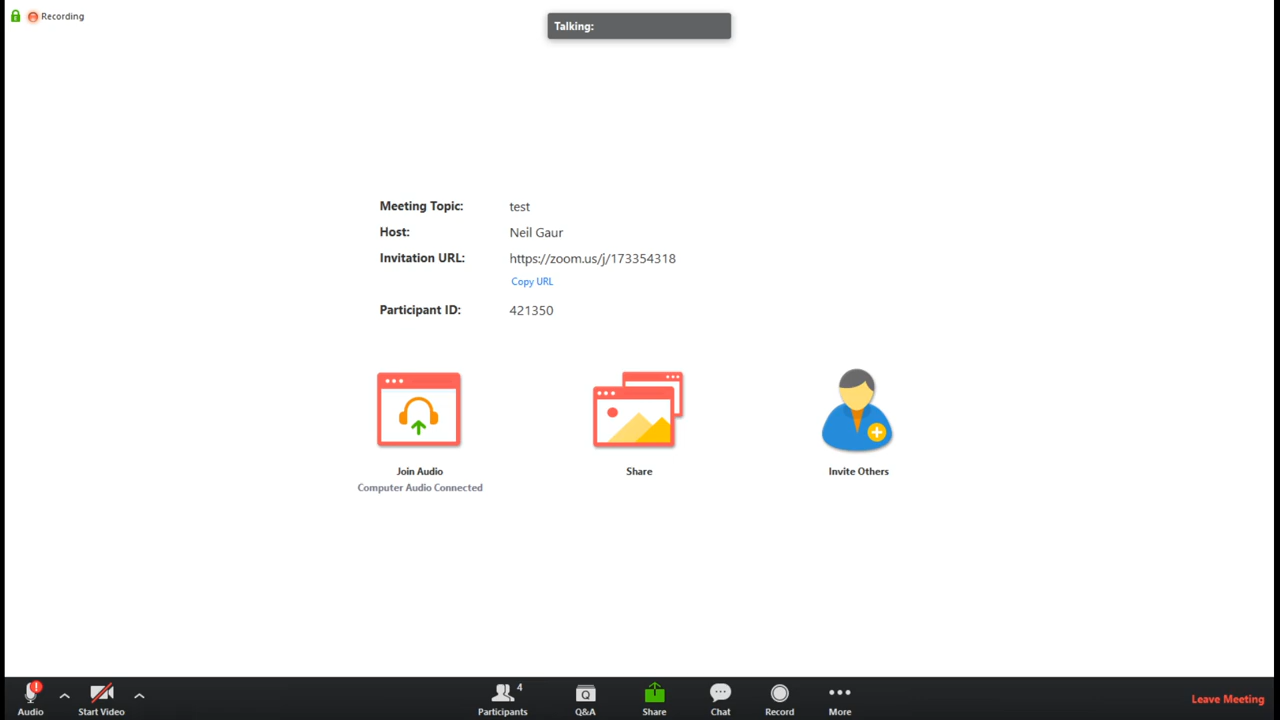 Recording
Talking:
Meeting Topic: test
Host: Neil Gaur
Invitation URL: https://zoom.us/j/173354318
Copy URL
Participant ID: 421350
Join Audio
Computer Audio Connected
Share
Invite Others
Audio
Start Video
Participants 4
Q
Q&A
Share
Chat
Record
More
Leave Meeting